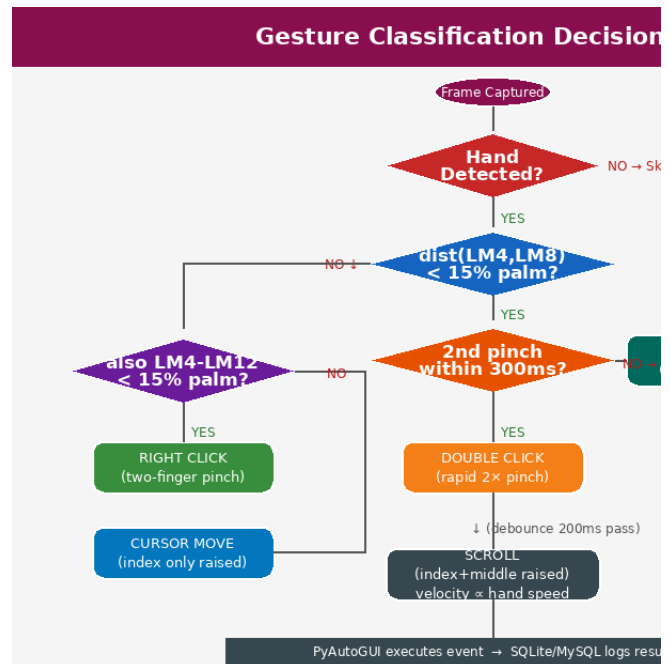 Gesture Classification Decision
Frame Captured
Hand
Detected?
NO → Sk
YES
dist(LM4,LM8)
< 15% palm?
NO ↓
YES
also LM4-LM12
< 15% palm?
NO
2nd pinch
within 300ms?
NO →
YES
YES
RIGHT CLICK
(two-finger pinch)
DOUBLE CLICK
(rapid 2× pinch)
↓ (debounce 200ms pass)
CURSOR MOVE
(index only raised)
SCROLL
(index+middle raised)
velocity ∝ hand speed
PyAutoGUI executes event → SQLite/MySQL logs resu